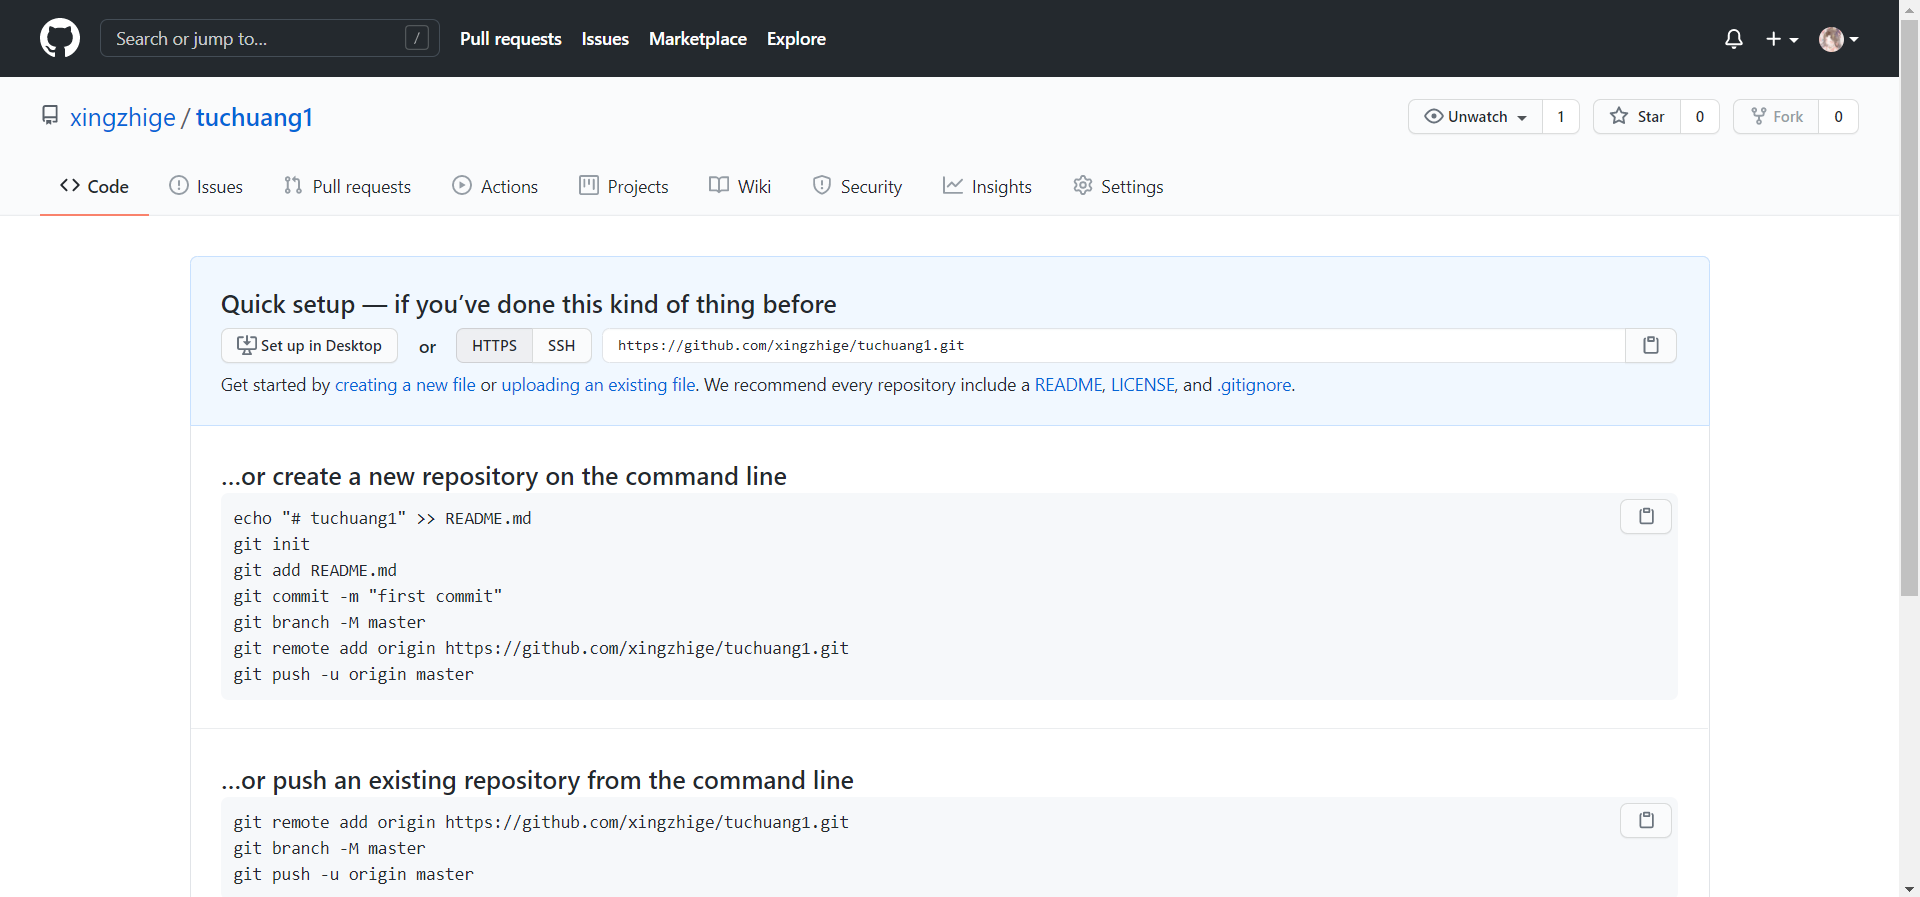 Search or jump to... /
Pull requests Issues Marketplace Explore
xingzhige / tuchuang1
Unwatch 1 Star 0 Fork 0
Code Issues Pull requests Actions Projects Wiki Security Insights Settings
Quick setup — if you’ve done this kind of thing before
Set up in Desktop or HTTPS SSH https://github.com/xingzhige/tuchuang1.git
Get started by creating a new file or uploading an existing file. We recommend every repository include a README, LICENSE, and .gitignore.
…or create a new repository on the command line
echo "# tuchuang1" >> README.md
git init
git add README.md
git commit -m "first commit"
git branch -M master
git remote add origin https://github.com/xingzhige/tuchuang1.git
git push -u origin master
…or push an existing repository from the command line
git remote add origin https://github.com/xingzhige/tuchuang1.git
git branch -M master
git push -u origin master